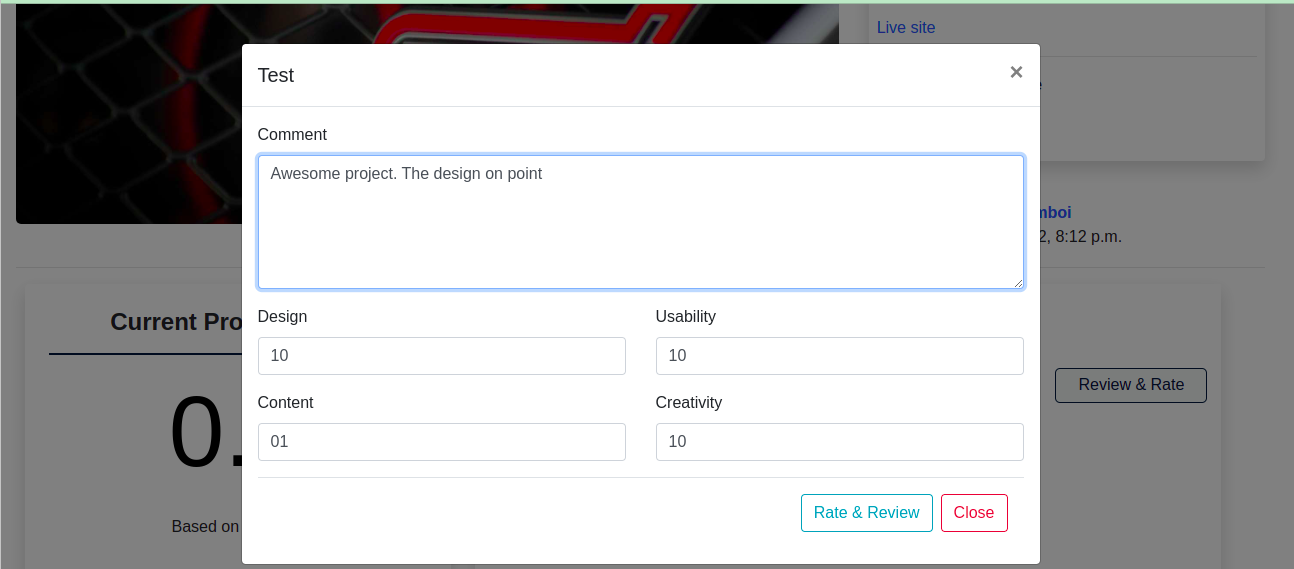 Live site
Test
×
Comment
Awesome project. The design on point
mboi
2, 8:12 p.m.
Design
Usability
10
10
Current Pro
Review & Rate
Content
Creativity
0.
01
10
Based on
Rate & Review
Close